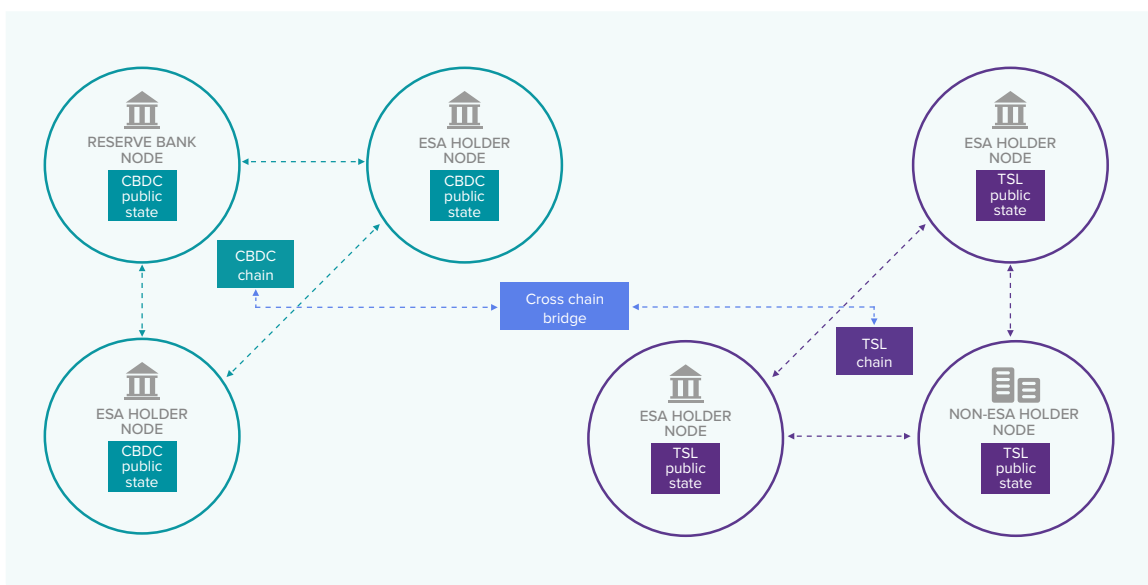 RESERVE BANK
NODE
CBDC
public
state
ESA HOLDER
NODE
CBDC
public
state
ESA HOLDER
NODE
TSL
public
state
CBDC
chain
Cross chain
bridge
TSL
chain
ESA HOLDER
NODE
CBDC
public
state
ESA HOLDER
NODE
TSL
public
state
NON-ESA HOLDER
NODE
TSL
public
state